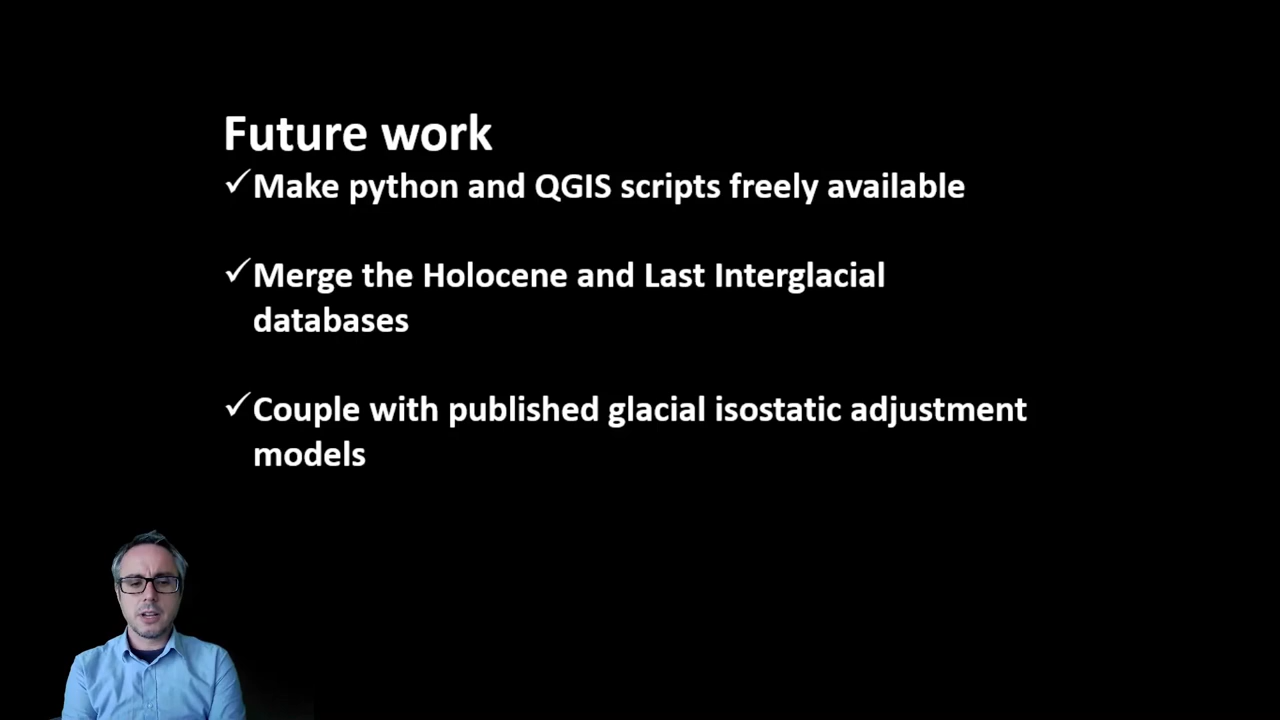 Future work
✓Make python and QGIS scripts freely available
✓Merge the Holocene and Last Interglacial
databases
✓Couple with published glacial isostatic adjustment
models